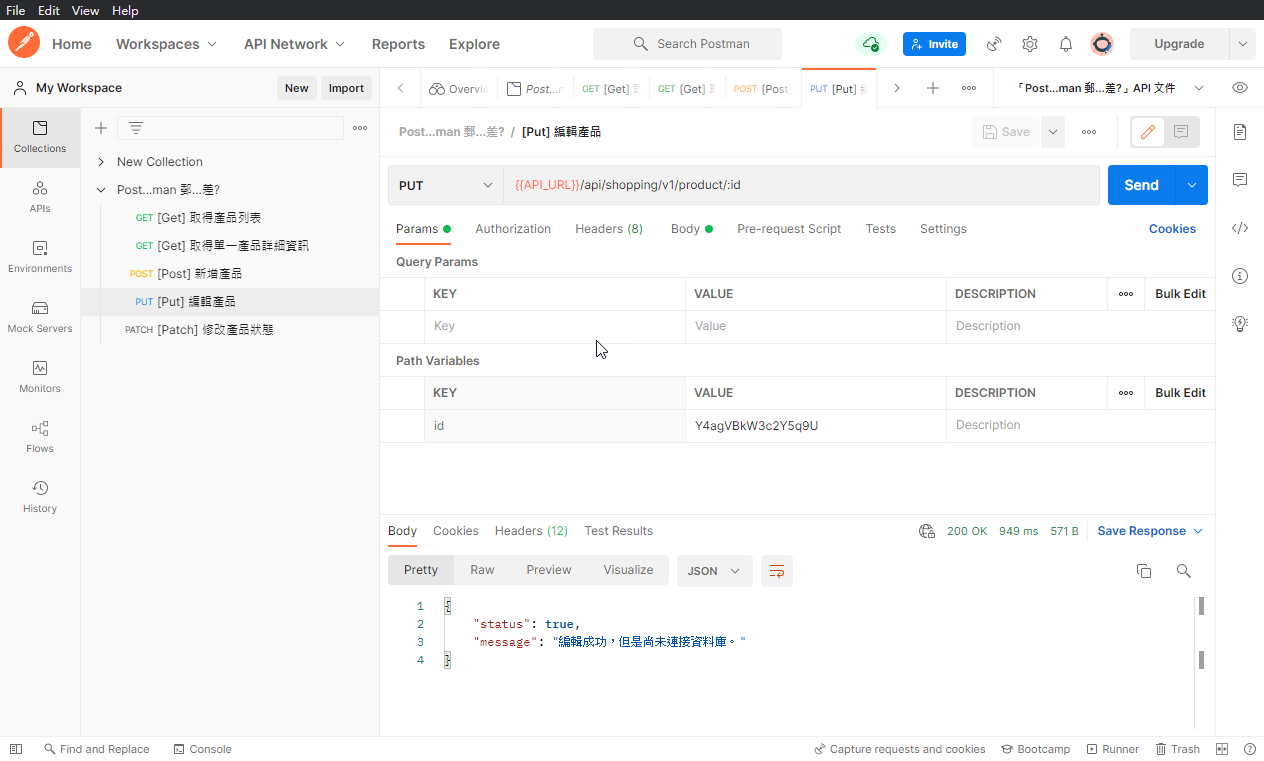 File Edit View Help
Home Workspaces API Network Reports Explore Search Postman Invite Upgrade
My Workspace New Import Overvie Post...m GET [Get] GET [Get] POST [Post PUT [Put] 「Post...man 郵...差?」API 文件
Collections
APIs
Environments
Mock Servers
Monitors
Flows
History
New Collection
Post...man 郵...差?
GET [Get] 取得產品列表
GET [Get] 取得單一產品詳細資訊
POST [Post] 新增產品
PUT [Put] 編輯產品
PATCH [Patch] 修改產品狀態
Post...man 郵...差? / [Put] 編輯產品 Save
PUT {{API_URL}}/api/shopping/v1/product/:id Send
Params Authorization Headers (8) Body Pre-request Script Tests Settings Cookies
Query Params
KEY VALUE DESCRIPTION Bulk Edit
Key Value Description
Path Variables
KEY VALUE DESCRIPTION Bulk Edit
id Y4agVBkW3c2Y5q9U Description
Body Cookies Headers (12) Test Results 200 OK 949 ms 571 B Save Response
Pretty Raw Preview Visualize JSON
1 {
2 "status": true,
3 "message": "編輯成功，但是尚未連接資料庫。"
4 }
Find and Replace Console Capture requests and cookies Bootcamp Runner Trash